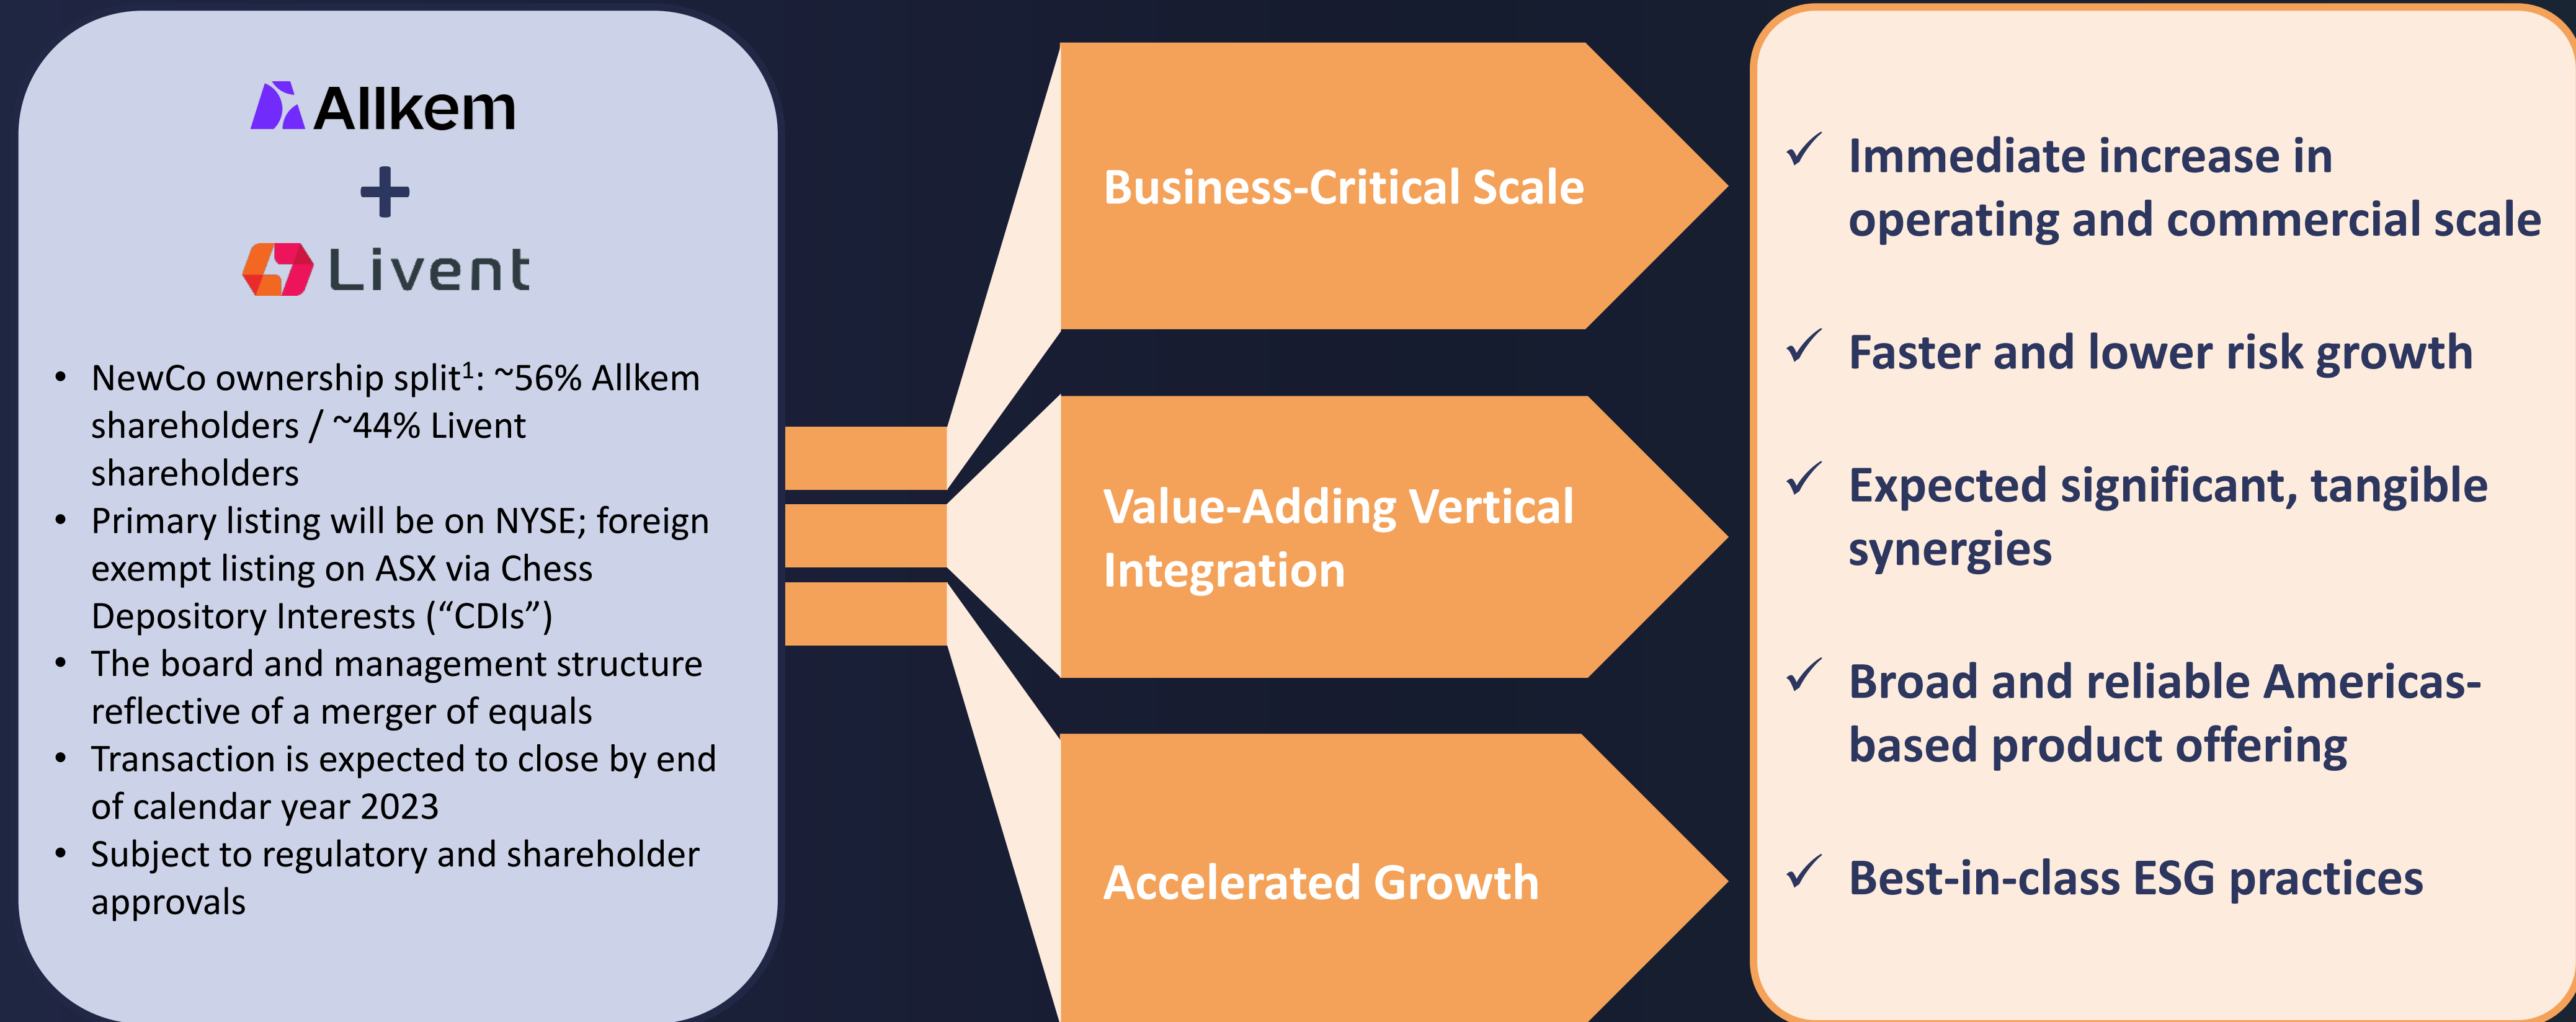 Allkem
+
Livent
• NewCo ownership split¹: ~56% Allkem
shareholders / ~44% Livent
shareholders
• Primary listing will be on NYSE; foreign
exempt listing on ASX via Chess
Depository Interests (“CDIs”)
• The board and management structure
reflective of a merger of equals
• Transaction is expected to close by end
of calendar year 2023
• Subject to regulatory and shareholder
approvals
Business-Critical Scale
Value-Adding Vertical
Integration
Accelerated Growth
✓ Immediate increase in
operating and commercial scale
✓ Faster and lower risk growth
✓ Expected significant, tangible
synergies
✓ Broad and reliable Americas-
based product offering
✓ Best-in-class ESG practices